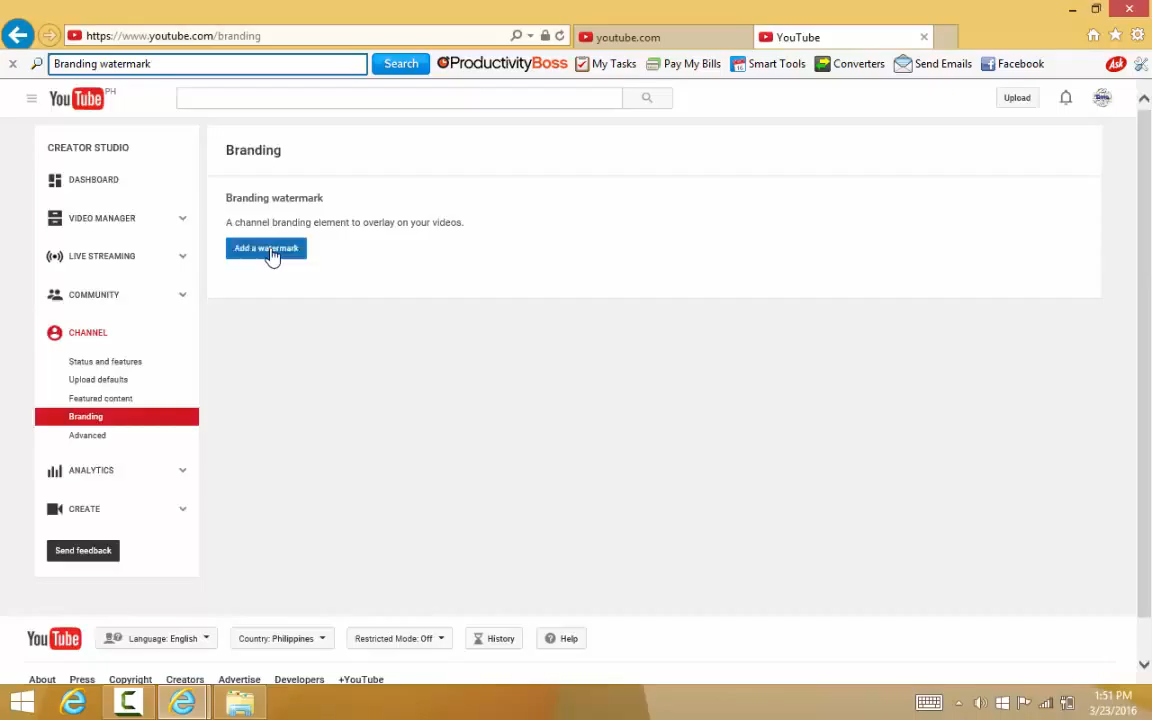 https://www.youtube.com/branding
youtube.com
YouTube
Branding watermark
Search
ProductivityBoss
My Tasks
Pay My Bills
Smart Tools
Converters
Send Emails
Facebook
Ask
YouTube PH
Upload
CREATOR STUDIO
DASHBOARD
VIDEO MANAGER
LIVE STREAMING
COMMUNITY
CHANNEL
Status and features
Upload defaults
Featured content
Branding
Advanced
ANALYTICS
CREATE
Send feedback
Branding
Branding watermark
A channel branding element to overlay on your videos.
Add a watermark
YouTube
Language: English
Country: Philippines
Restricted Mode: Off
History
Help
About Press Copyright Creators Advertise Developers +YouTube
1:51 PM
3/23/2016